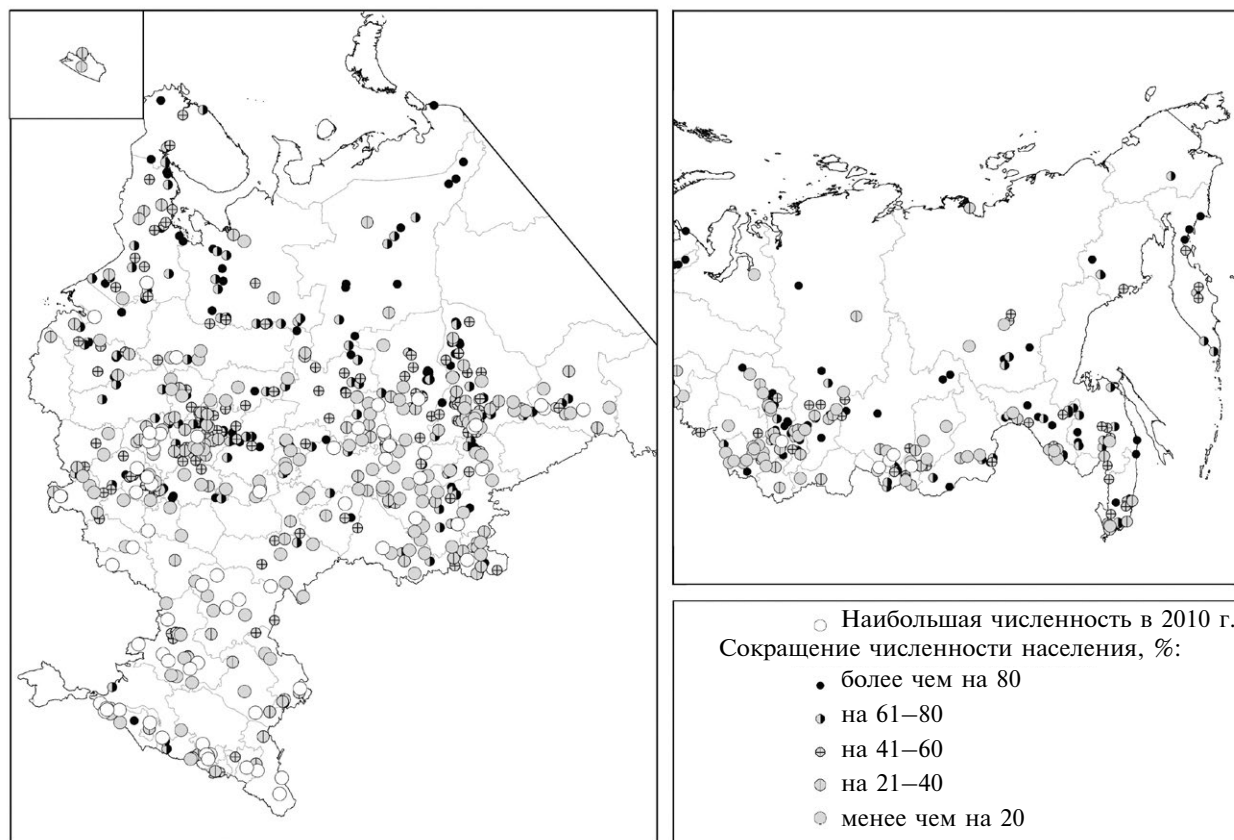 Наибольшая численность в 2010 г.
Сокращение численности населения, %:
более чем на 80
на 61–80
на 41–60
на 21–40
менее чем на 20